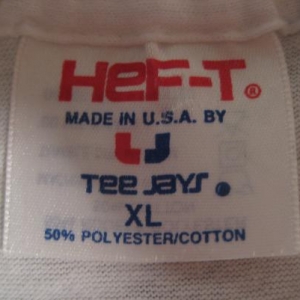 HeF-T®
MADE IN U.S.A. BY
TEE JAYS
XL
50% POLYESTER/COTTON